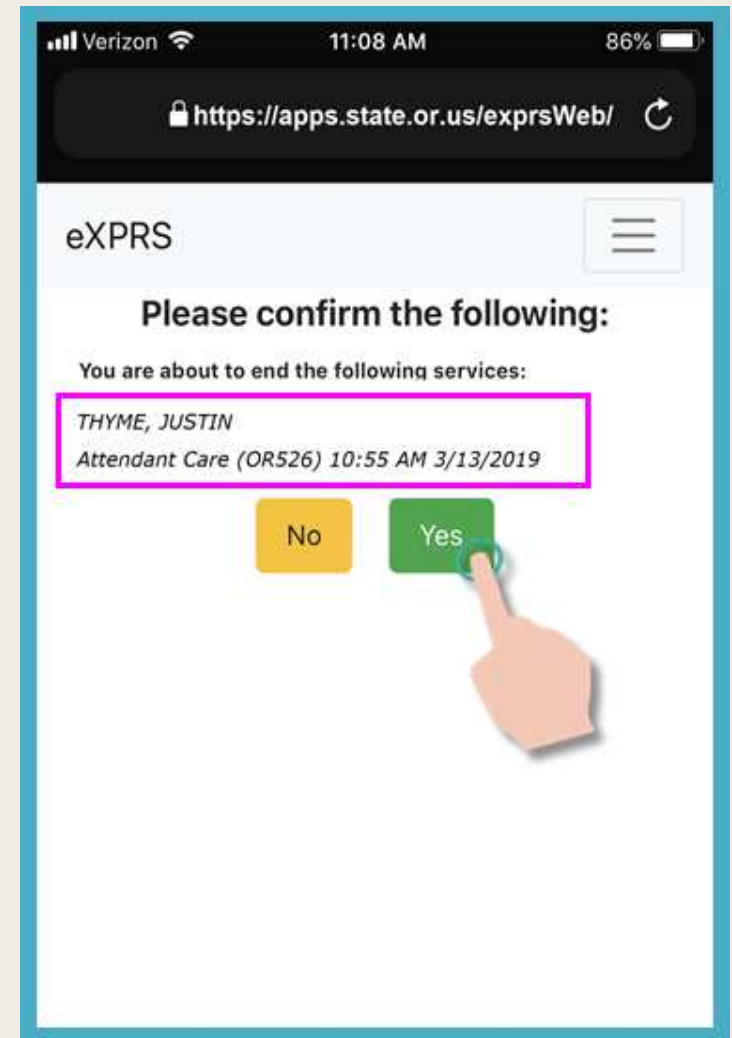 Verizon 11:08 AM 86%
https://apps.state.or.us/exprsWeb/
eXPRS
Please confirm the following:
You are about to end the following services:
THYME, JUSTIN
Attendant Care (OR526) 10:55 AM 3/13/2019
No Yes